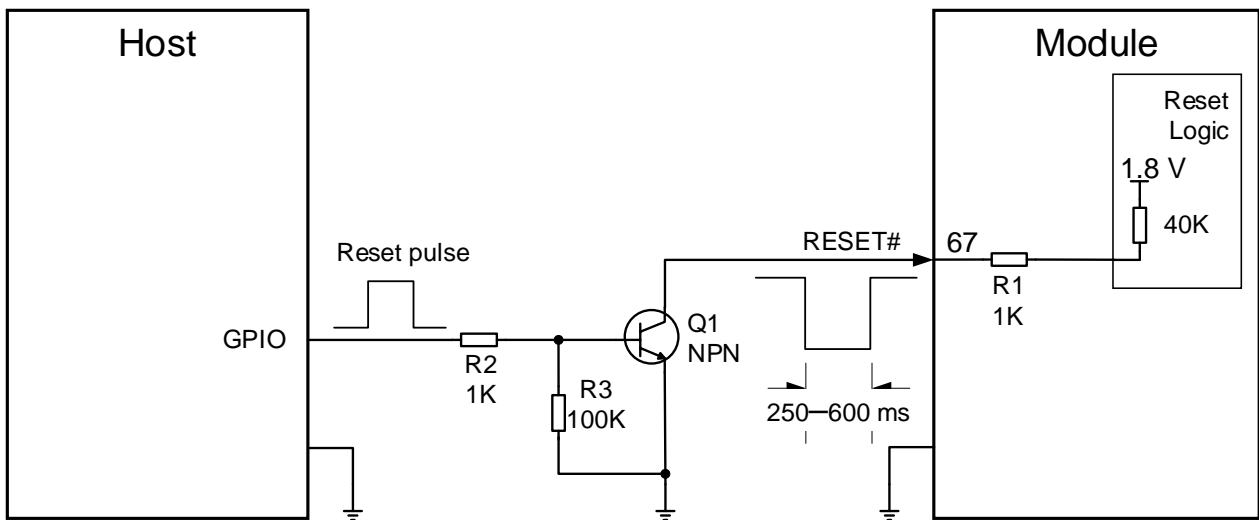 Host
Module
Reset
Logic
1.8 V
40K
RESET#
67
Reset pulse
R1
1K
GPIO
Q1
NPN
R2
1K
R3
100K
250—600 ms